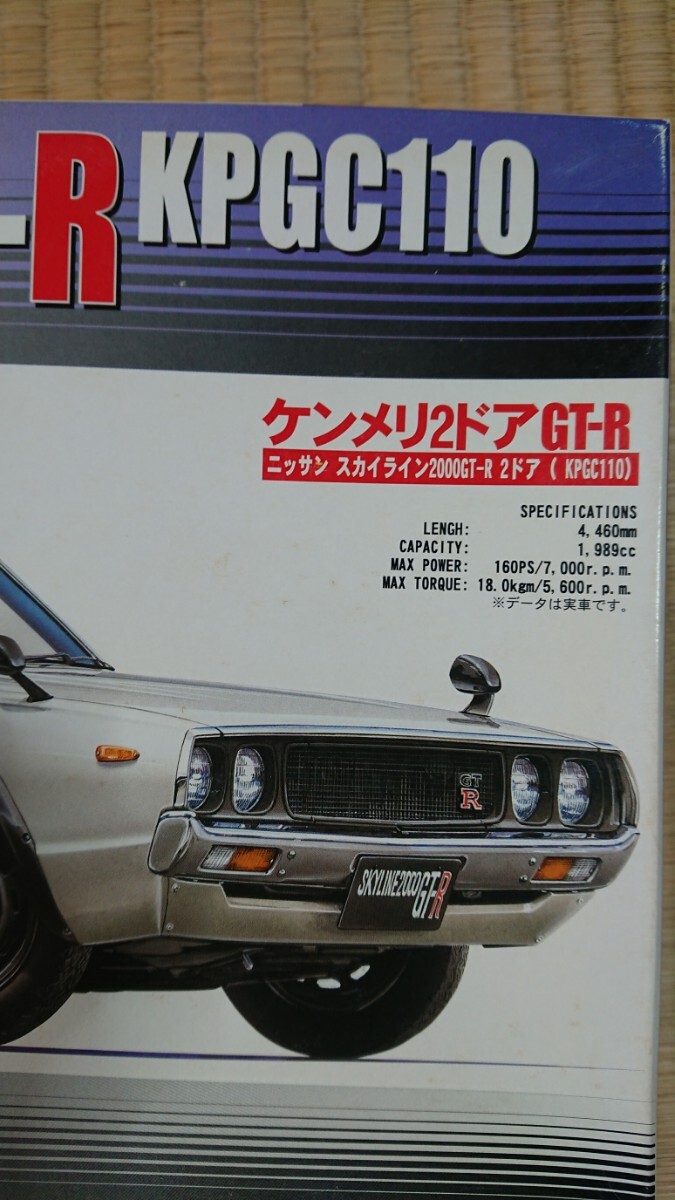 -R KPGC110
ケンメリ2ドアGT-R
ニッサン スカイライン2000GT-R 2ドア ( KPGC110)
SPECIFICATIONS
LENGH: 4,460mm
CAPACITY: 1,989cc
MAX POWER: 160PS/7,000r.p.m.
MAX TORQUE: 18.0kgm/5,600r.p.m.
※データは実車です。
GT
R
SKYLINE2000GT-R